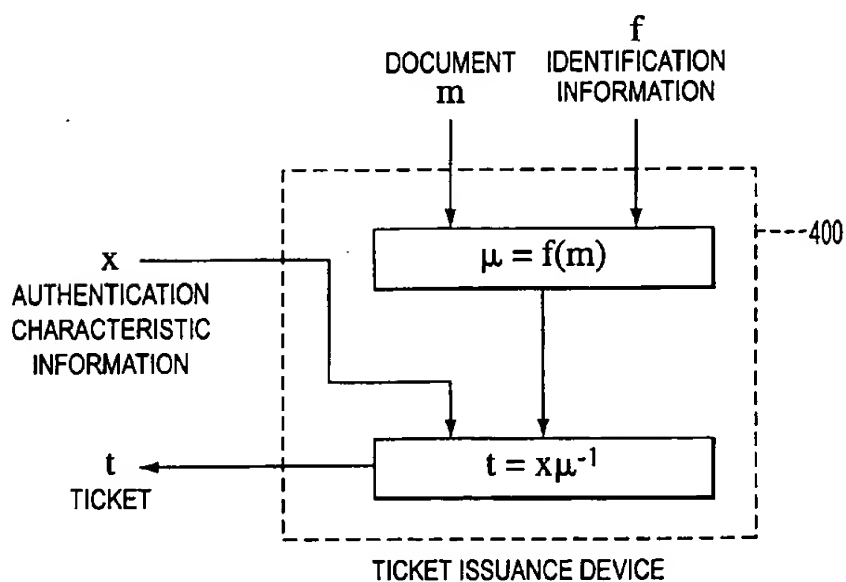 f
DOCUMENT IDENTIFICATION
m INFORMATION
μ = f(m)
400
x
AUTHENTICATION
CHARACTERISTIC
INFORMATION
t = xμ⁻¹
t
TICKET
TICKET ISSUANCE DEVICE